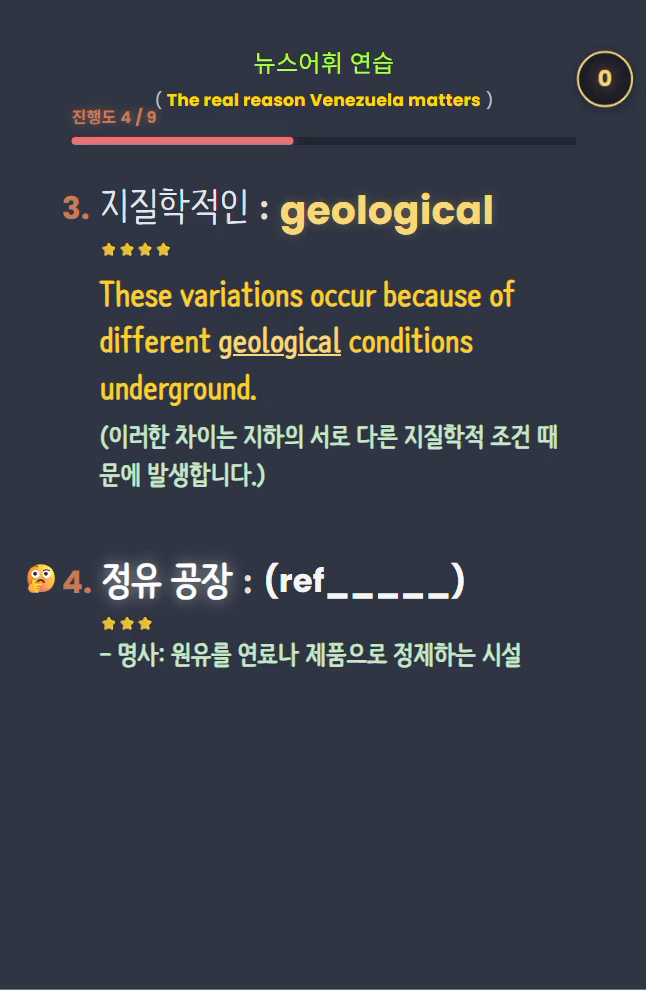 뉴스어휘 연습
( The real reason Venezuela matters )
0
진행도 4 / 9
3. 지질학적인 : geological
These variations occur because of
different geological conditions
underground.
(이러한 차이는 지하의 서로 다른 지질학적 조건 때
문에 발생합니다.)
4. 정유 공장 : (ref_____)
- 명사: 원유를 연료나 제품으로 정제하는 시설